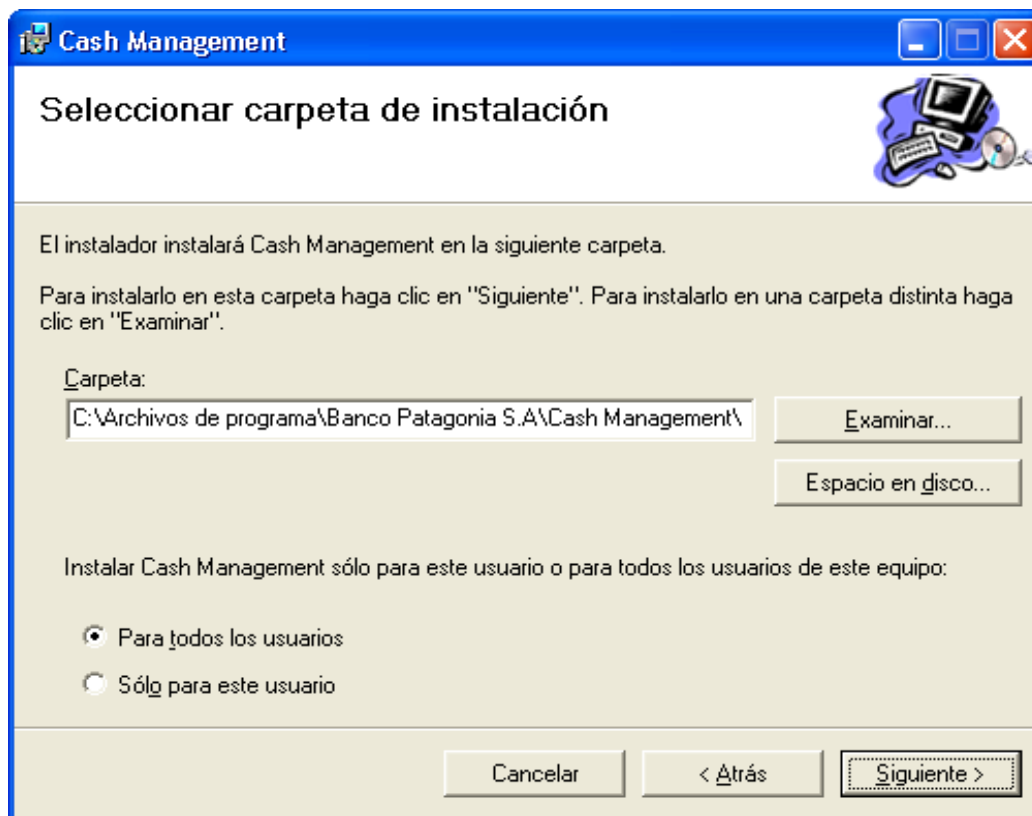 Cash Management
Seleccionar carpeta de instalación
El instalador instalará Cash Management en la siguiente carpeta.
Para instalarlo en esta carpeta haga clic en "Siguiente". Para instalarlo en una carpeta distinta haga
clic en "Examinar".
Carpeta:
C:\Archivos de programa\Banco Patagonia S.A\Cash Management\
Examinar...
Espacio en disco...
Instalar Cash Management sólo para este usuario o para todos los usuarios de este equipo:
Para todos los usuarios
Sólo para este usuario
Cancelar
< Atrás
Siguiente >